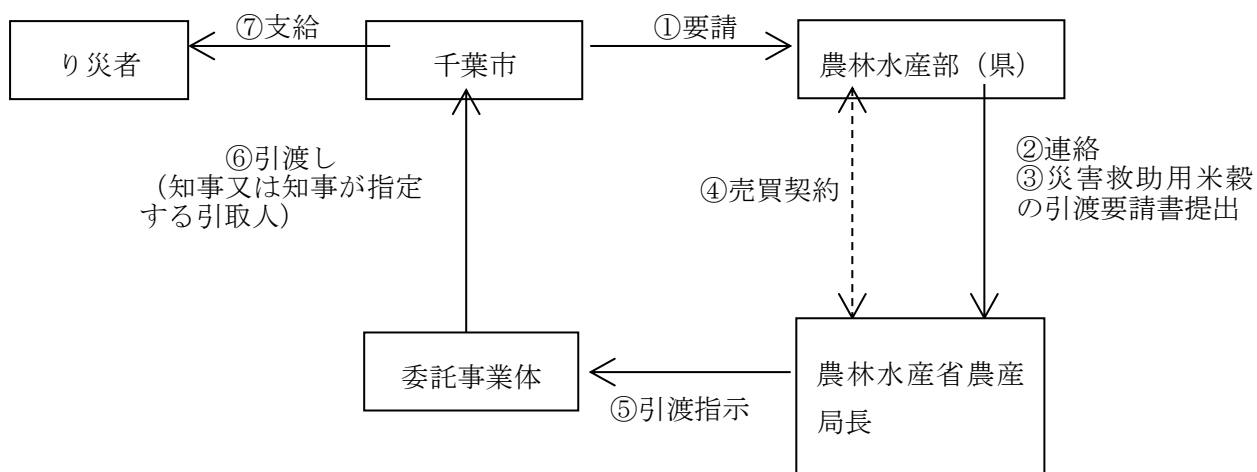 ⑦支給
①要請
り災者
千葉市
農林水産部（県）
⑥引渡し
（知事又は知事が指定
する引取人）
④売買契約
②連絡
③災害救助用米穀
の引渡要請書提出
委託事業体
⑤引渡指示
農林水産省農産
局長